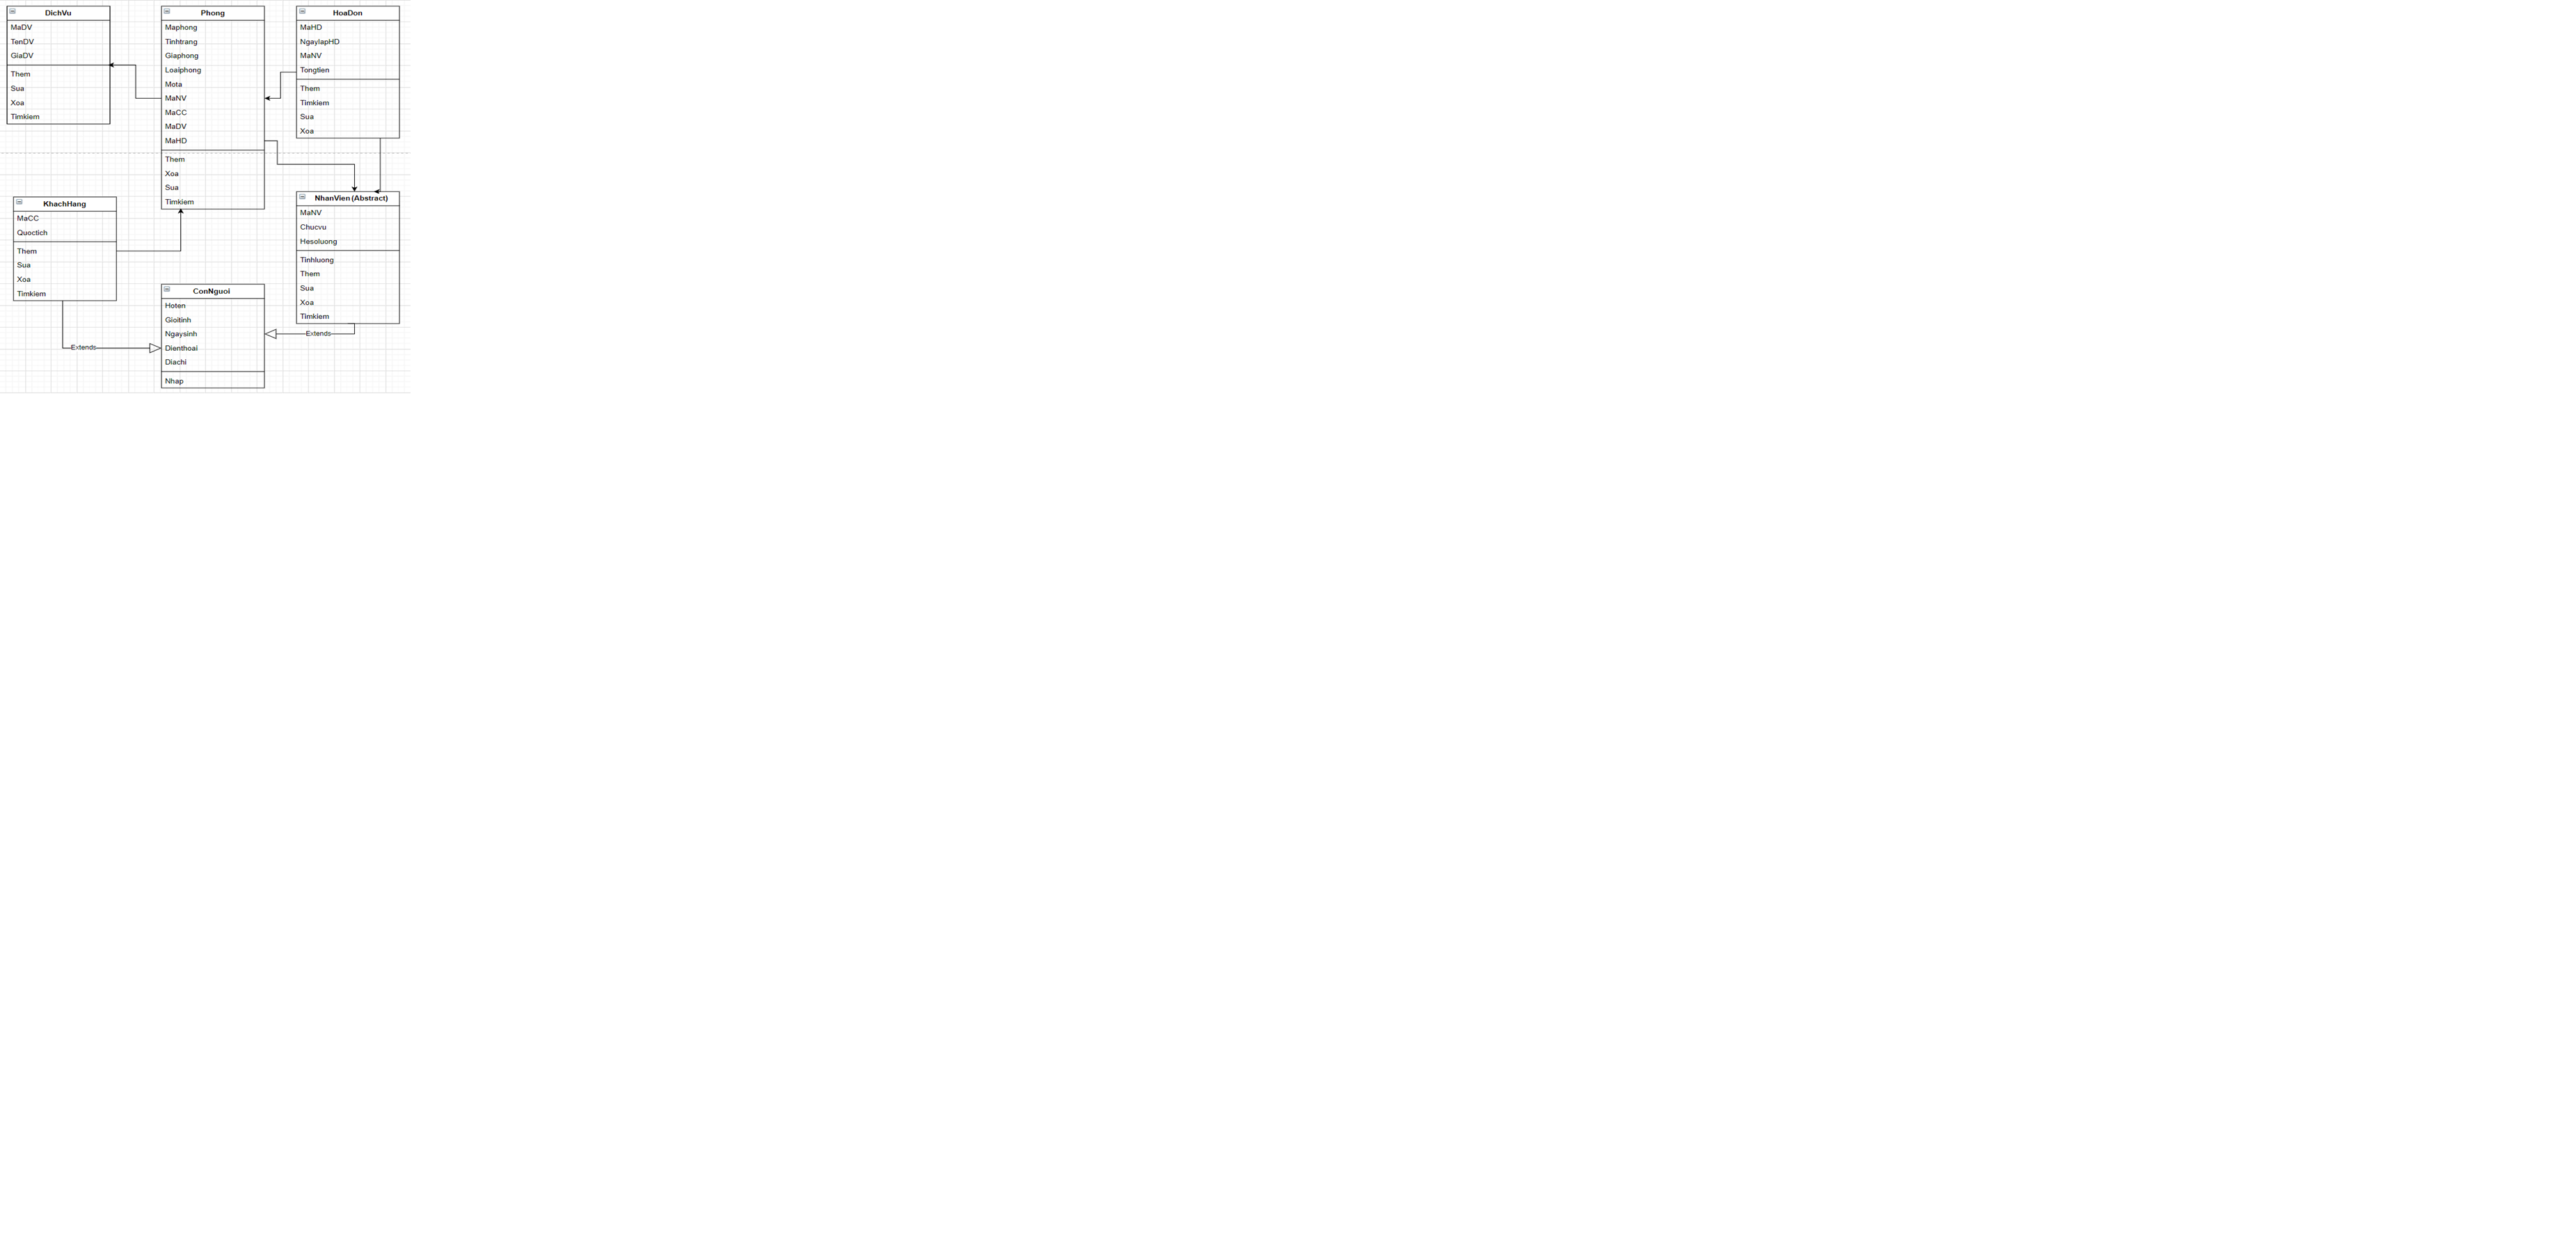 DichVu
MaDV
TenDV
GiaDV
Them
Sua
Xoa
Timkiem
Phong
Maphong
Tinhtrang
Giaphong
Loaiphong
Mota
MaNV
MaCC
MaDV
MaHD
Them
Xoa
Sua
Timkiem
HoaDon
MaHD
NgaylapHD
MaNV
Tongtien
Them
Timkiem
Sua
Xoa
KhachHang
MaCC
Quoctich
Them
Sua
Xoa
Timkiem
NhanVien (Abstract)
MaNV
Chucvu
Hesoluong
Tinhluong
Them
Sua
Xoa
Timkiem
ConNguoi
Hoten
Gioitinh
Ngaysinh
Dienthoai
Diachi
Nhap
Extends
Extends